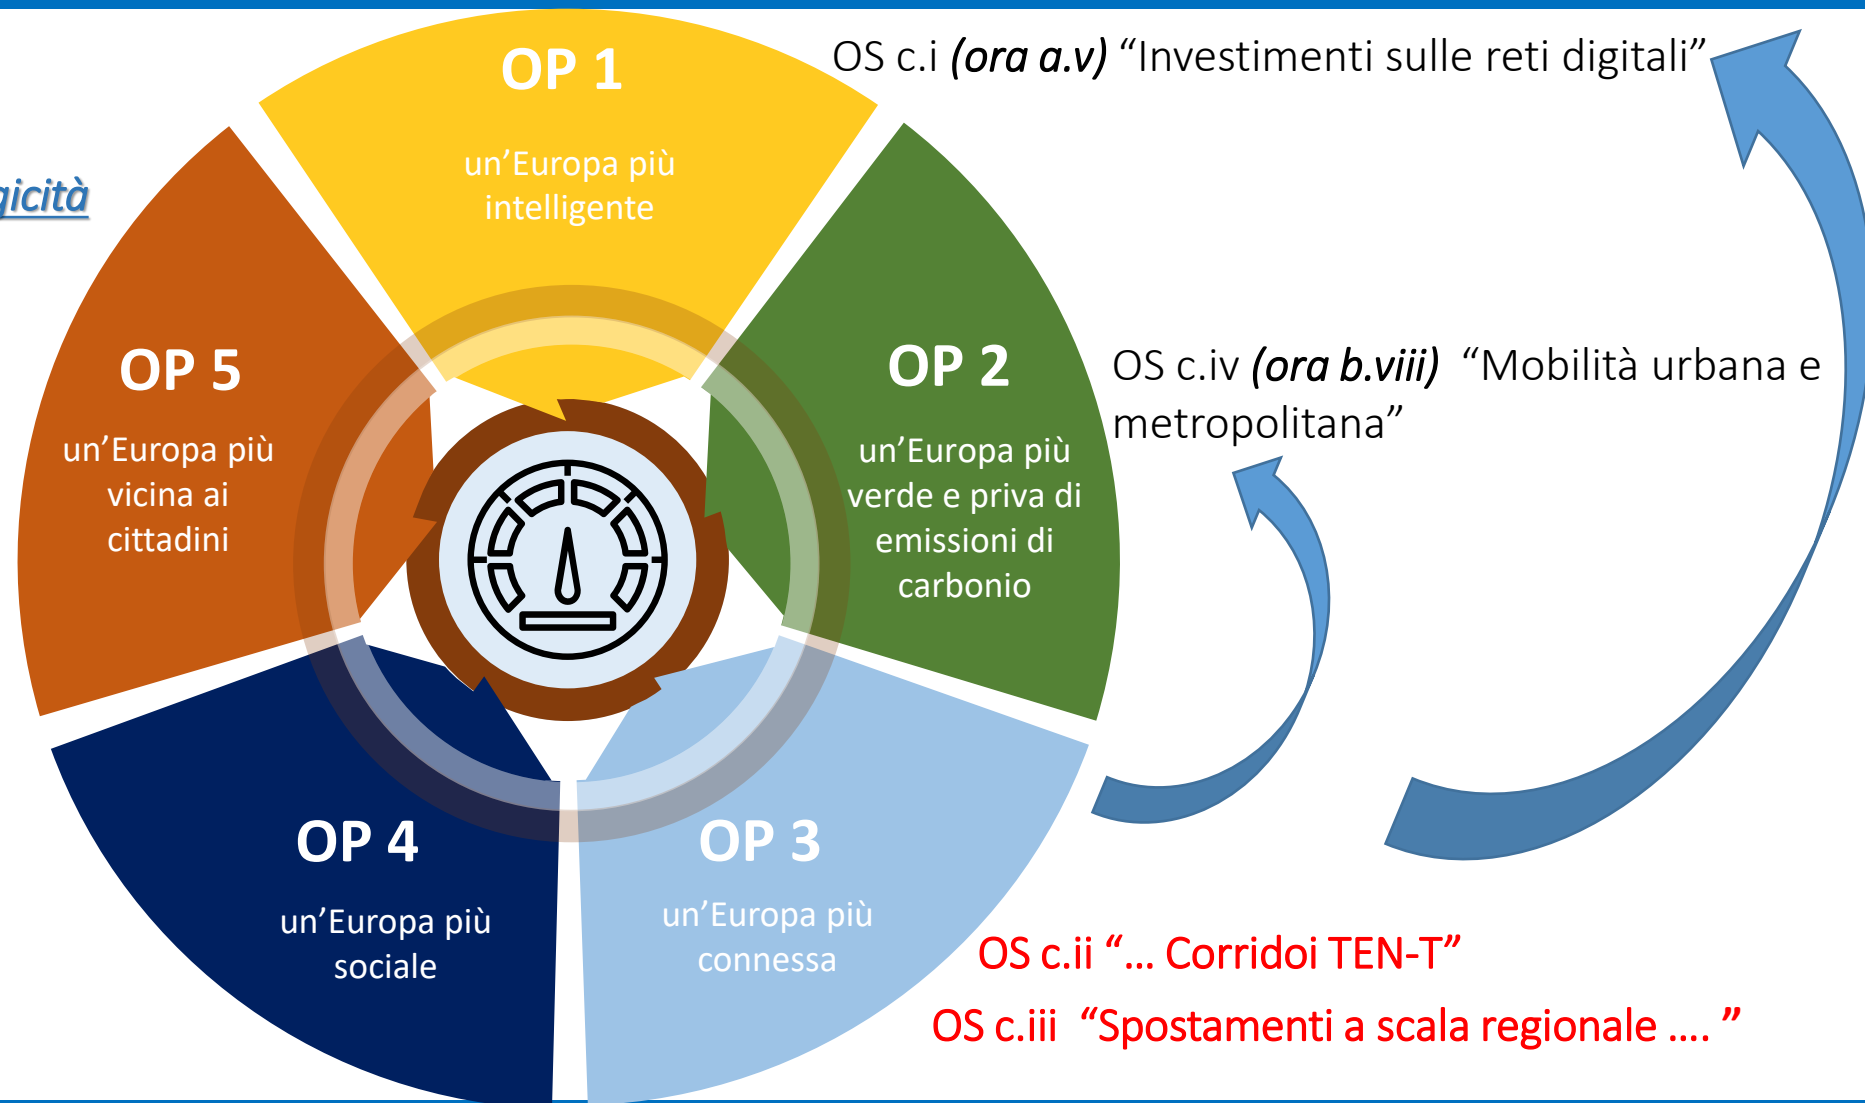 OP 1
un’Europa più
intelligente
OS c.i (ora a.v) “Investimenti sulle reti digitali”
OP 2
un’Europa più
verde e priva di
emissioni di
carbonio
OS c.iv (ora b.viii) “Mobilità urbana e
metropolitana”
OP 3
un’Europa più
connessa
OS c.ii “... Corridoi TEN-T”
OS c.iii “Spostamenti a scala regionale .... ”
OP 4
un’Europa più
sociale
OP 5
un’Europa più
vicina ai
cittadini